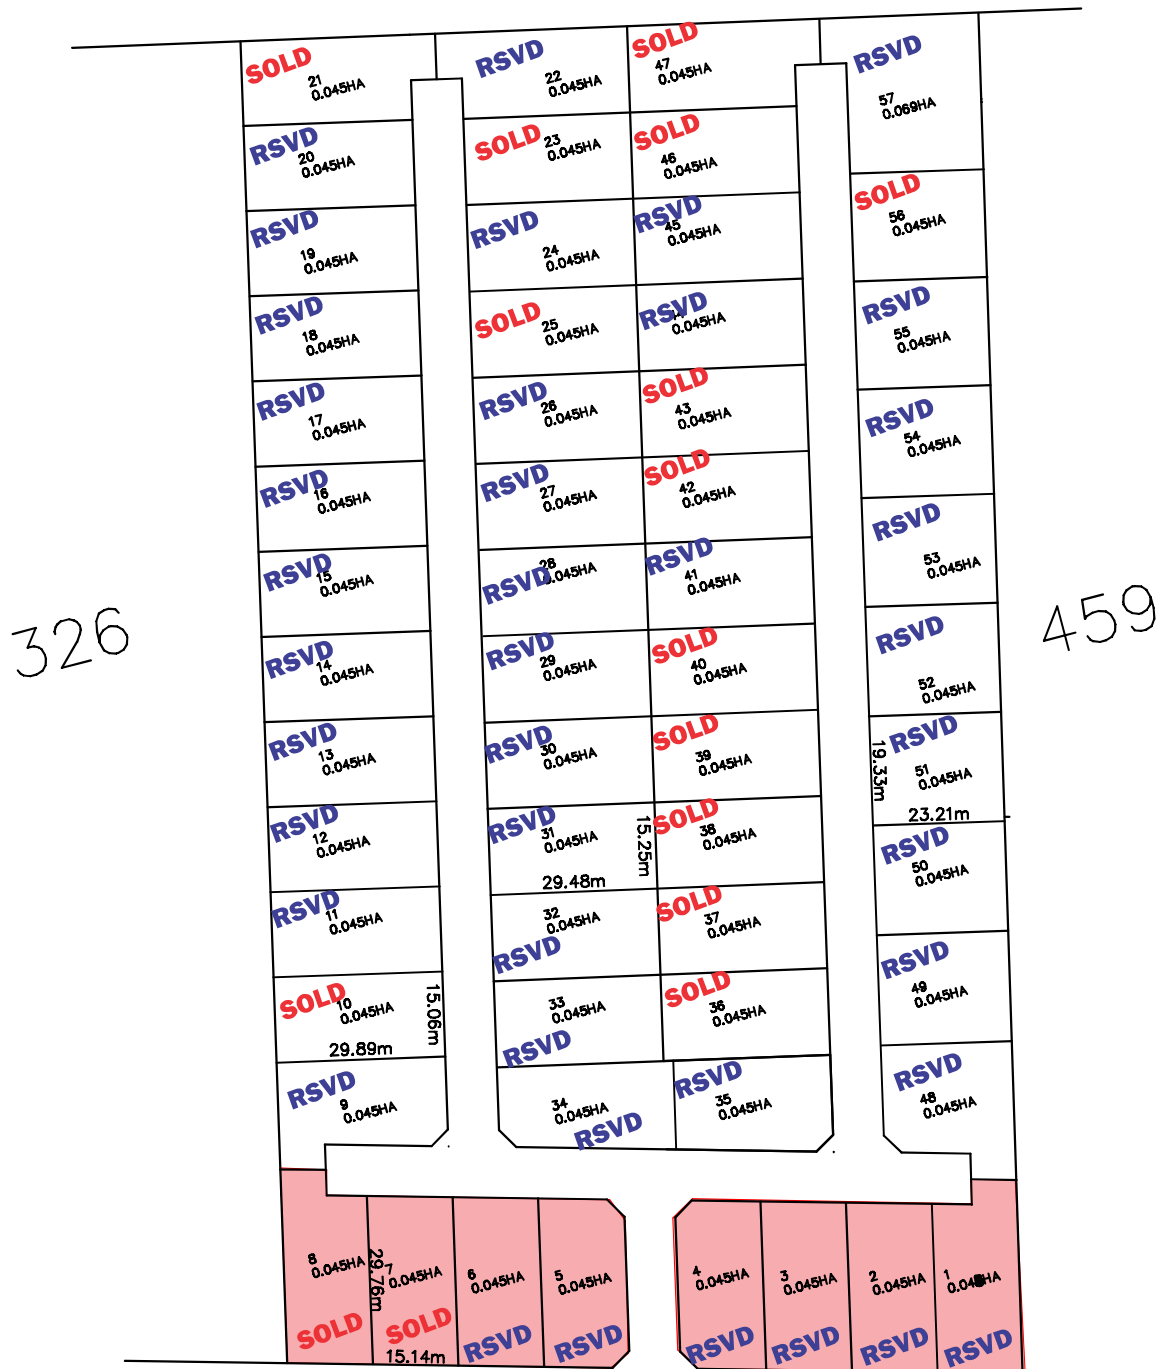 SOLD
21
0.045HA
RSVD
20
0.045HA
RSVD
19
0.045HA
RSVD
18
0.045HA
RSVD
17
0.045HA
RSVD
16
0.045HA
RSVD
15
0.045HA
RSVD
14
0.045HA
RSVD
13
0.045HA
RSVD
12
0.045HA
RSVD
11
0.045HA
SOLD
10
0.045HA
15.06m
29.89m
RSVD
9
0.045HA
RSVD
22
0.045HA
SOLD
23
0.045HA
RSVD
24
0.045HA
SOLD
25
0.045HA
RSVD
26
0.045HA
RSVD
27
0.045HA
28
0.045HA
RSVD
RSVD
29
0.045HA
RSVD
30
0.045HA
RSVD
31
0.045HA
15.25m
29.48m
32
0.045HA
RSVD
33
0.045HA
RSVD
34
0.045HA
RSVD
SOLD
47
0.045HA
SOLD
46
0.045HA
RSVD
45
0.045HA
RSVD
0.045HA
SOLD
43
0.045HA
SOLD
42
0.045HA
RSVD
41
0.045HA
SOLD
40
0.045HA
SOLD
39
0.045HA
SOLD
38
0.045HA
SOLD
37
0.045HA
SOLD
36
0.045HA
RSVD
35
0.045HA
RSVD
57
0.069HA
SOLD
56
0.045HA
RSVD
55
0.045HA
RSVD
54
0.045HA
RSVD
53
0.045HA
RSVD
52
0.045HA
RSVD
19.33m
51
0.045HA
23.21m
RSVD
50
0.045HA
RSVD
49
0.045HA
RSVD
48
0.045HA
326
459
8
0.045HA
SOLD
29.76m
7
0.045HA
SOLD
15.14m
6
0.045HA
RSVD
5
0.045HA
RSVD
4
0.045HA
RSVD
3
0.045HA
RSVD
2
0.045HA
RSVD
1
RSVD